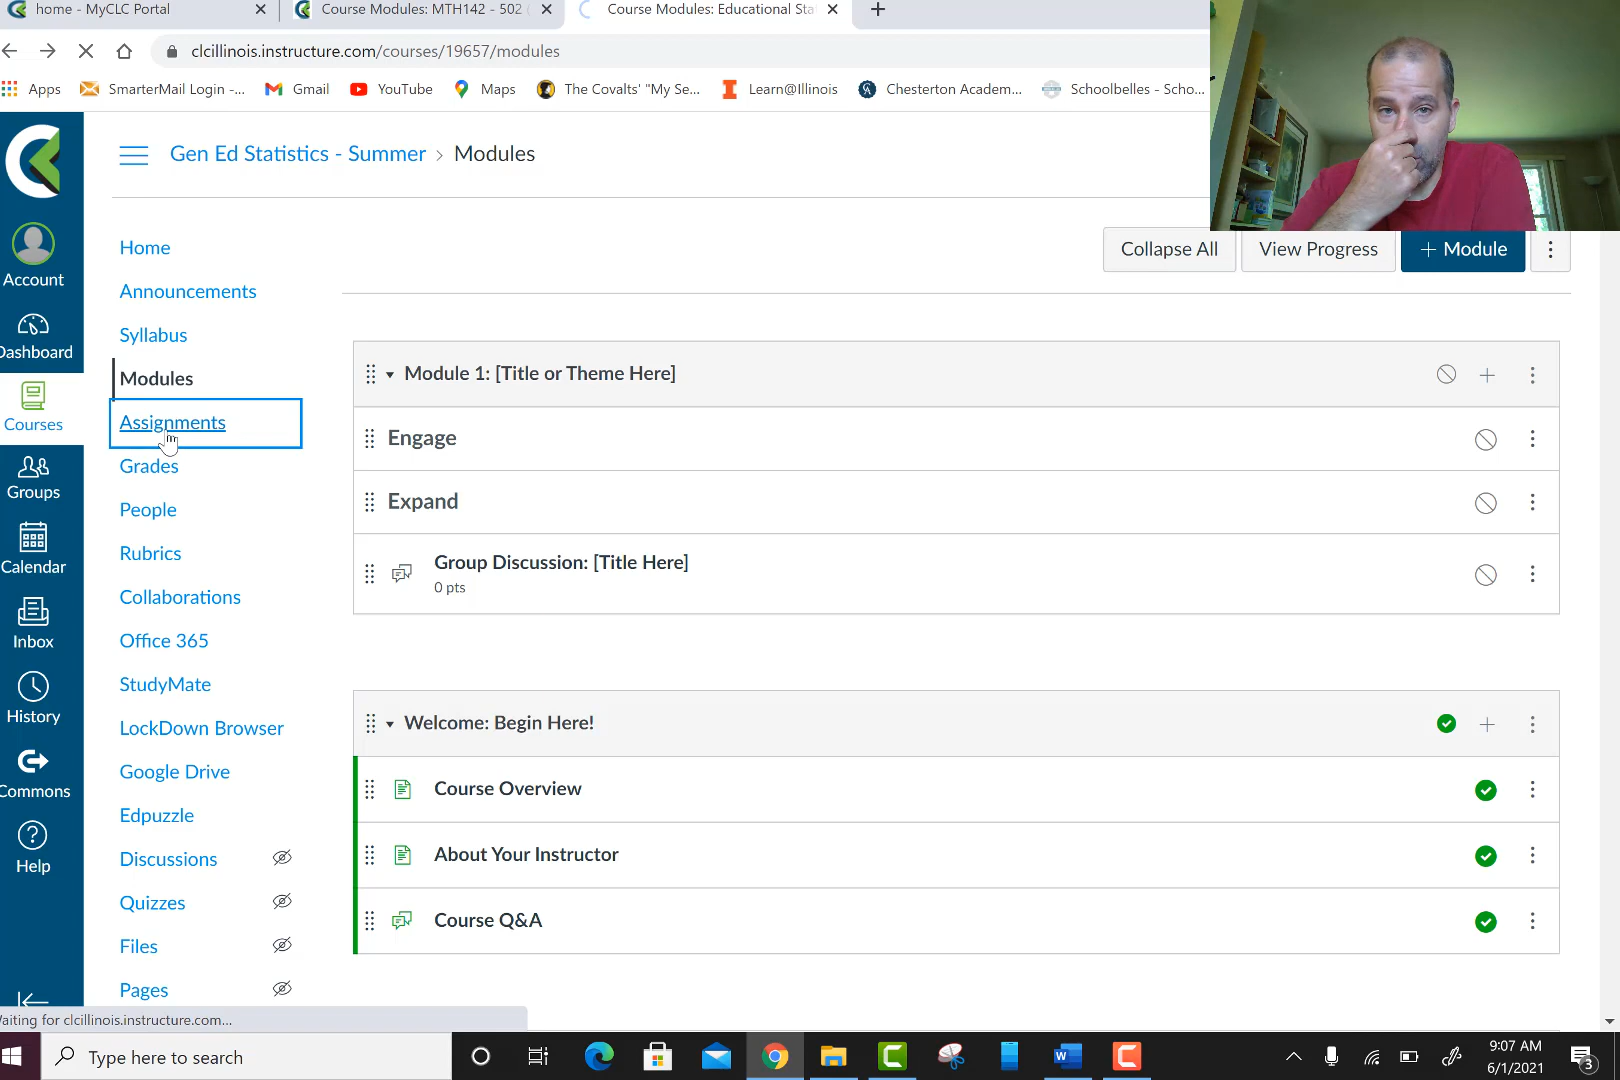 home - MyCLC Portal
Course Modules: MTH142 - 502
Course Modules: Educational Sta
clcillinois.instructure.com/courses/19657/modules
Apps
SmarterMail Login -...
Gmail
YouTube
Maps
The Covalts' "My Se...
Learn@Illinois
Chesterton Academ...
Schoolbelles - Scho...
Gen Ed Statistics - Summer > Modules
Account
Dashboard
Courses
Groups
Calendar
Inbox
History
Commons
Help
Home
Announcements
Syllabus
Modules
Assignments
Grades
People
Rubrics
Collaborations
Office 365
StudyMate
LockDown Browser
Google Drive
Edpuzzle
Discussions
Quizzes
Files
Pages
Collapse All
View Progress
+ Module
Module 1: [Title or Theme Here]
Engage
Expand
Group Discussion: [Title Here]
0 pts
Welcome: Begin Here!
Course Overview
About Your Instructor
Course Q&A
Waiting for clcillinois.instructure.com...
Type here to search
9:07 AM
6/1/2021
3